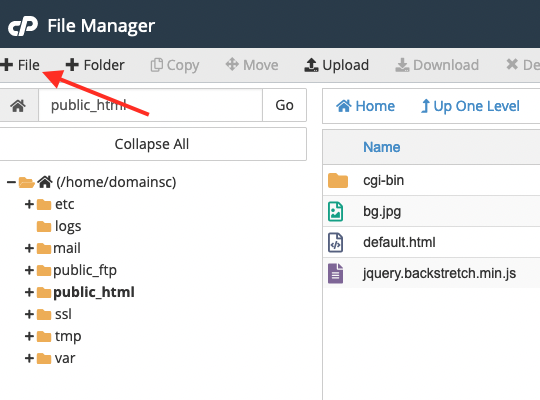 cP File Manager
File Folder Copy Move Upload Download De
public_html Go
Home Up One Level
Collapse All
Name
(/home/domainsc)
cgi-bin
etc
bg.jpg
logs
default.html
mail
jquery.backstretch.min.js
public_ftp
public_html
ssl
tmp
var